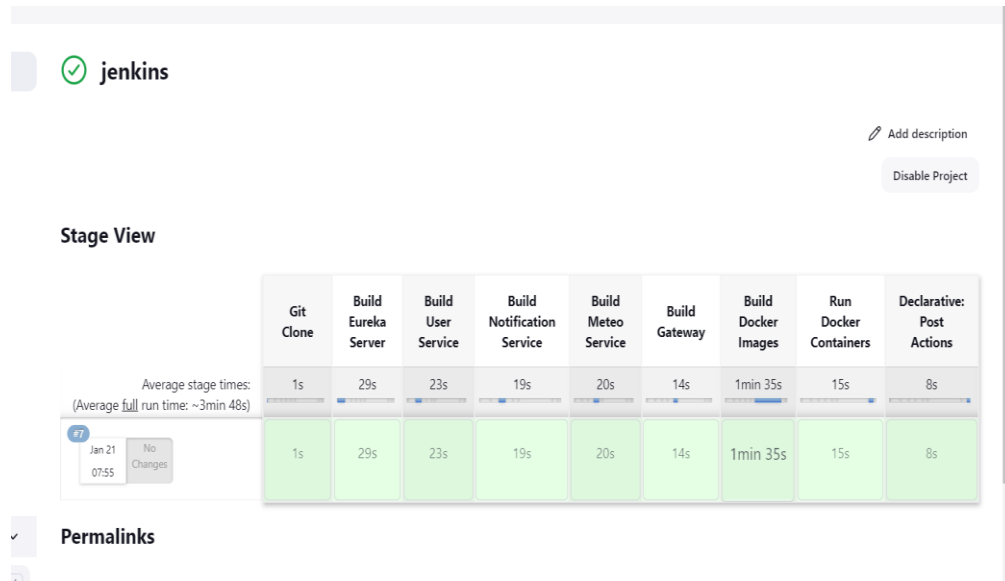 jenkins
Add description
Disable Project
Stage View
Git Clone
Build Eureka Server
Build User Service
Build Notification Service
Build Meteo Service
Build Gateway
Build Docker Images
Run Docker Containers
Declarative: Post Actions
Average stage times:
1s 29s 23s 19s 20s 14s 1min 35s 15s 8s
(Average full run time: ~3min 48s)
#7
Jan 21
07:55
No
Changes
1s 29s 23s 19s 20s 14s 1min 35s 15s 8s
Permalinks